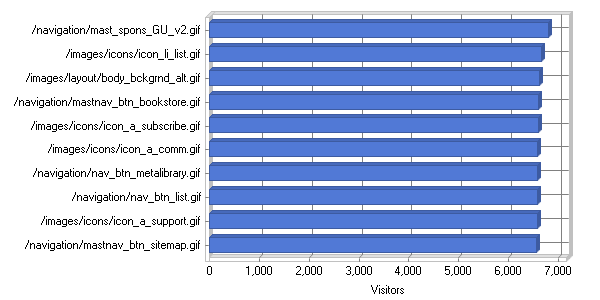 /navigation/mast_spons_GU_v2.gif
/images/icons/icon_li_list.gif
/images/layout/body_bckgrnd_alt.gif
/navigation/mastnav_btn_bookstore.gif
/images/icons/icon_a_subscribe.gif
/images/icons/icon_a_comm.gif
/navigation/nav_btn_metalibrary.gif
/navigation/nav_btn_list.gif
/images/icons/icon_a_support.gif
/navigation/mastnav_btn_sitemap.gif
0 1,000 2,000 3,000 4,000 5,000 6,000 7,000
Visitors